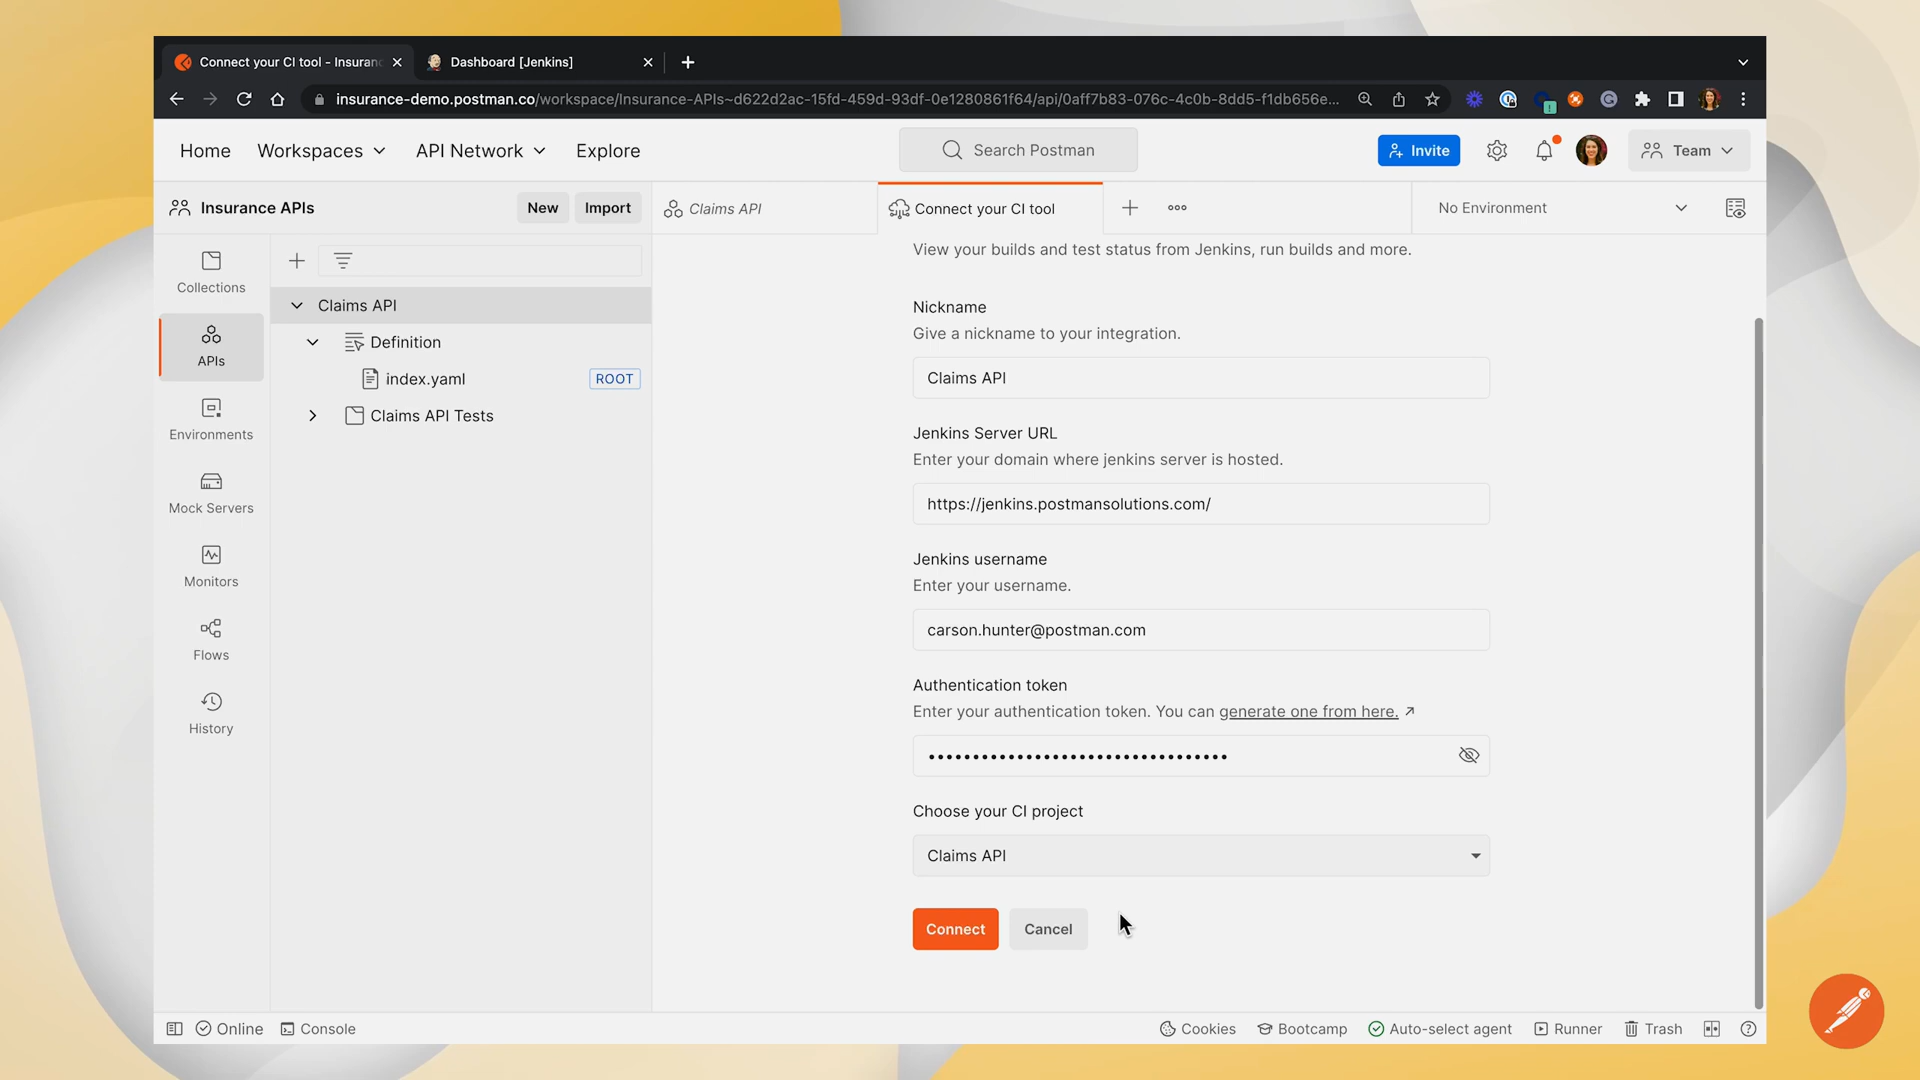 Connect your CI tool - Insuran
Dashboard [Jenkins]
insurance-demo.postman.co/workspace/Insurance-APIs~d622d2ac-15fd-459d-93df-0e1280861f64/api/0aff7b83-076c-4c0b-8dd5-f1db656e...
Home
Workspaces
API Network
Explore
Search Postman
Invite
Team
Insurance APIs
New
Import
Claims API
Connect your CI tool
No Environment
Collections
APIs
Environments
Mock Servers
Monitors
Flows
History
Claims API
Definition
index.yaml
ROOT
Claims API Tests
View your builds and test status from Jenkins, run builds and more.
Nickname
Give a nickname to your integration.
Claims API
Jenkins Server URL
Enter your domain where jenkins server is hosted.
https://jenkins.postmansolutions.com/
Jenkins username
Enter your username.
carson.hunter@postman.com
Authentication token
Enter your authentication token. You can generate one from here.
Choose your CI project
Claims API
Connect
Cancel
Online
Console
Cookies
Bootcamp
Auto-select agent
Runner
Trash